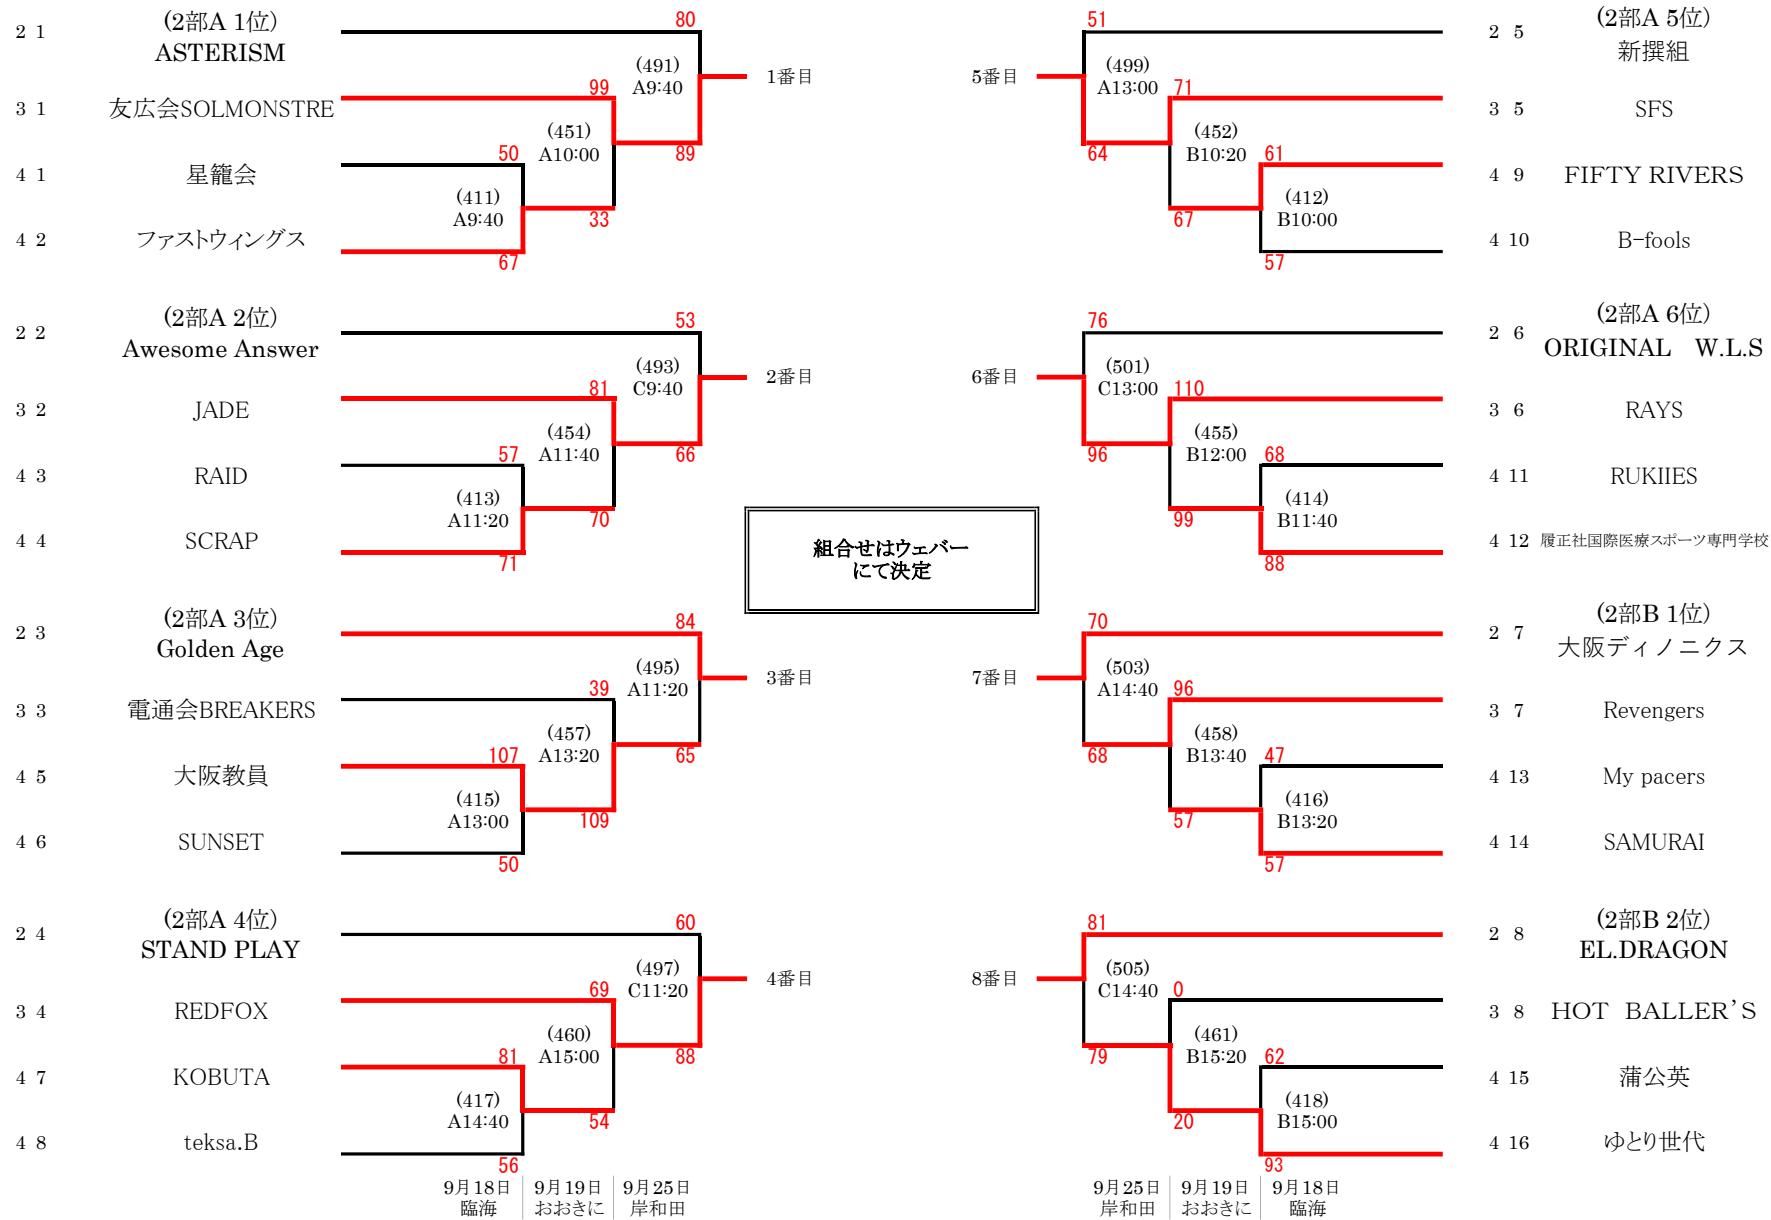 2 1 (2部A 1位)
ASTERISM
80
(491)
A9:40
1番目
3 1 友広会SOLMONSTRE
99
(451)
A10:00
89
4 1 星籠会
50
(411)
A9:40
33
4 2 ファストウィングス
67
2 2 (2部A 2位)
Awesome Answer
53
(493)
C9:40
2番目
3 2 JADE
81
(454)
A11:40
66
4 3 RAID
57
(413)
A11:20
70
4 4 SCRAP
71
2 3 (2部A 3位)
Golden Age
84
(495)
A11:20
3番目
3 3 電通会BREAKERS
39
(457)
A13:20
65
4 5 大阪教員
107
(415)
A13:00
109
4 6 SUNSET
50
2 4 (2部A 4位)
STAND PLAY
60
(497)
C11:20
4番目
3 4 REDFOX
69
(460)
A15:00
88
4 7 KOBUTA
81
(417)
A14:40
54
4 8 teksa.B
56
9月18日 9月19日 9月25日
臨海 おおきに 岸和田
組合せはウェバー
にて決定
51
2 5 (2部A 5位)
新撰組
5番目
(499)
A13:00
71
3 5 SFS
64
(452)
B10:20
61
4 9 FIFTY RIVERS
67
(412)
B10:00
4 10 B-fools
57
76
2 6 (2部A 6位)
ORIGINAL W.L.S
6番目
(501)
C13:00
110
3 6 RAYS
96
(455)
B12:00
68
4 11 RUKIIES
99
(414)
B11:40
4 12 履正社国際医療スポーツ専門学校
88
70
2 7 (2部B 1位)
大阪ディノニクス
7番目
(503)
A14:40
96
3 7 Revengers
68
(458)
B13:40
47
4 13 My pacers
57
(416)
B13:20
4 14 SAMURAI
57
81
2 8 (2部B 2位)
EL.DRAGON
8番目
(505)
C14:40
0
3 8 HOT BALLER'S
79
(461)
B15:20
62
4 15 蒲公英
20
(418)
B15:00
4 16 ゆとり世代
93
9月25日 9月19日 9月18日
岸和田 おおきに 臨海